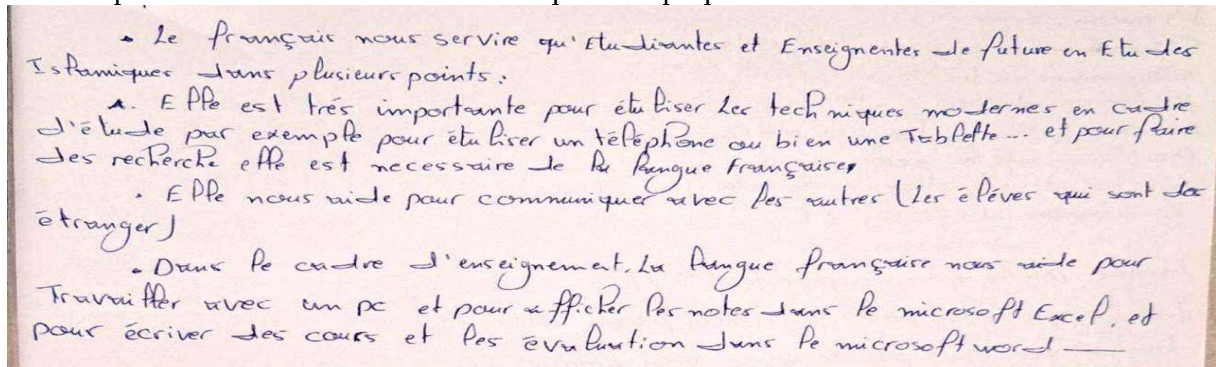 • Le français nous servire qu'Etudiantes et Enseignentes de future en Etudes
Islamiques dans plusieurs points :
1. Elle est trés importante pour étuliser les techniques modernes en cadre
d'étude par exemple pour étuliser un téléphone ou bien une Tablette... et pour faire
des recherche elle est necessaire de la langue Française,
• Elle nous aide pour communiquer avec les autres (Les éléves qui sont des
étranger)
• Dans le cadre d'enseignement. La langue française nous aide pour
Travailler avec un pc et pour afficher les notes dans le microsoft Excel. et
pour écriver des cours et les évaluation dans le microsoft word —